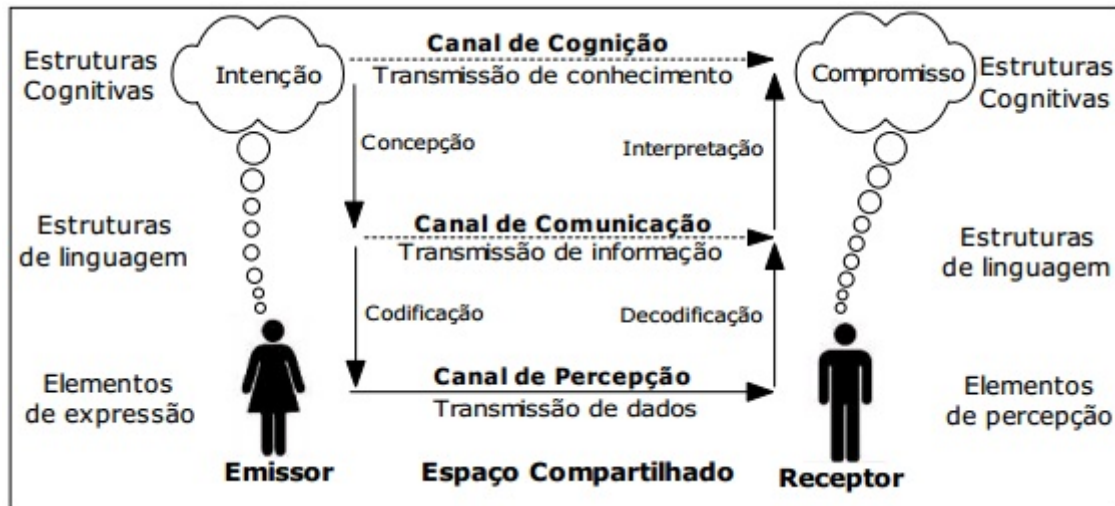 Estruturas
Cognitivas
Intenção
Canal de Cognição
Transmissão de conhecimento
Compromisso
Estruturas
Cognitivas
Concepção
Interpretação
Estruturas
de linguagem
Canal de Comunicação
Transmissão de informação
Estruturas
de linguagem
Codificação
Decodificação
Elementos
de expressão
Canal de Percepção
Transmissão de dados
Elementos
de percepção
Emissor
Espaço Compartilhado
Receptor